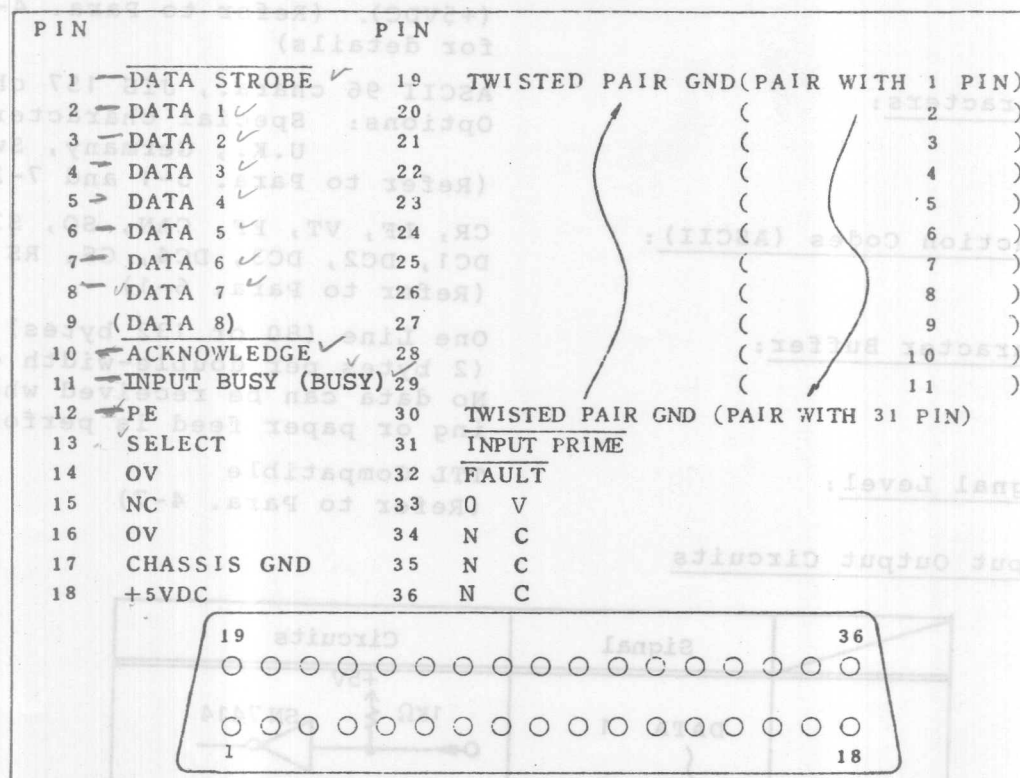 PIN PIN
1 DATA STROBE 19 TWISTED PAIR GND(PAIR WITH 1 PIN)
2 DATA 1 20 ( 2 )
3 DATA 2 21 ( 3 )
4 DATA 3 22 ( 4 )
5 DATA 4 23 ( 5 )
6 DATA 5 24 ( 6 )
7 DATA 6 25 ( 7 )
8 DATA 7 26 ( 8 )
9 (DATA 8) 27 ( 9 )
10 ACKNOWLEDGE 28 ( 10 )
11 INPUT BUSY (BUSY) 29 ( 11 )
12 PE 30 TWISTED PAIR GND (PAIR WITH 31 PIN)
13 SELECT 31 INPUT PRIME
14 OV 32 FAULT
15 NC 33 0 V
16 OV 34 N C
17 CHASSIS GND 35 N C
18 +5VDC 36 N C
19 36
1 18